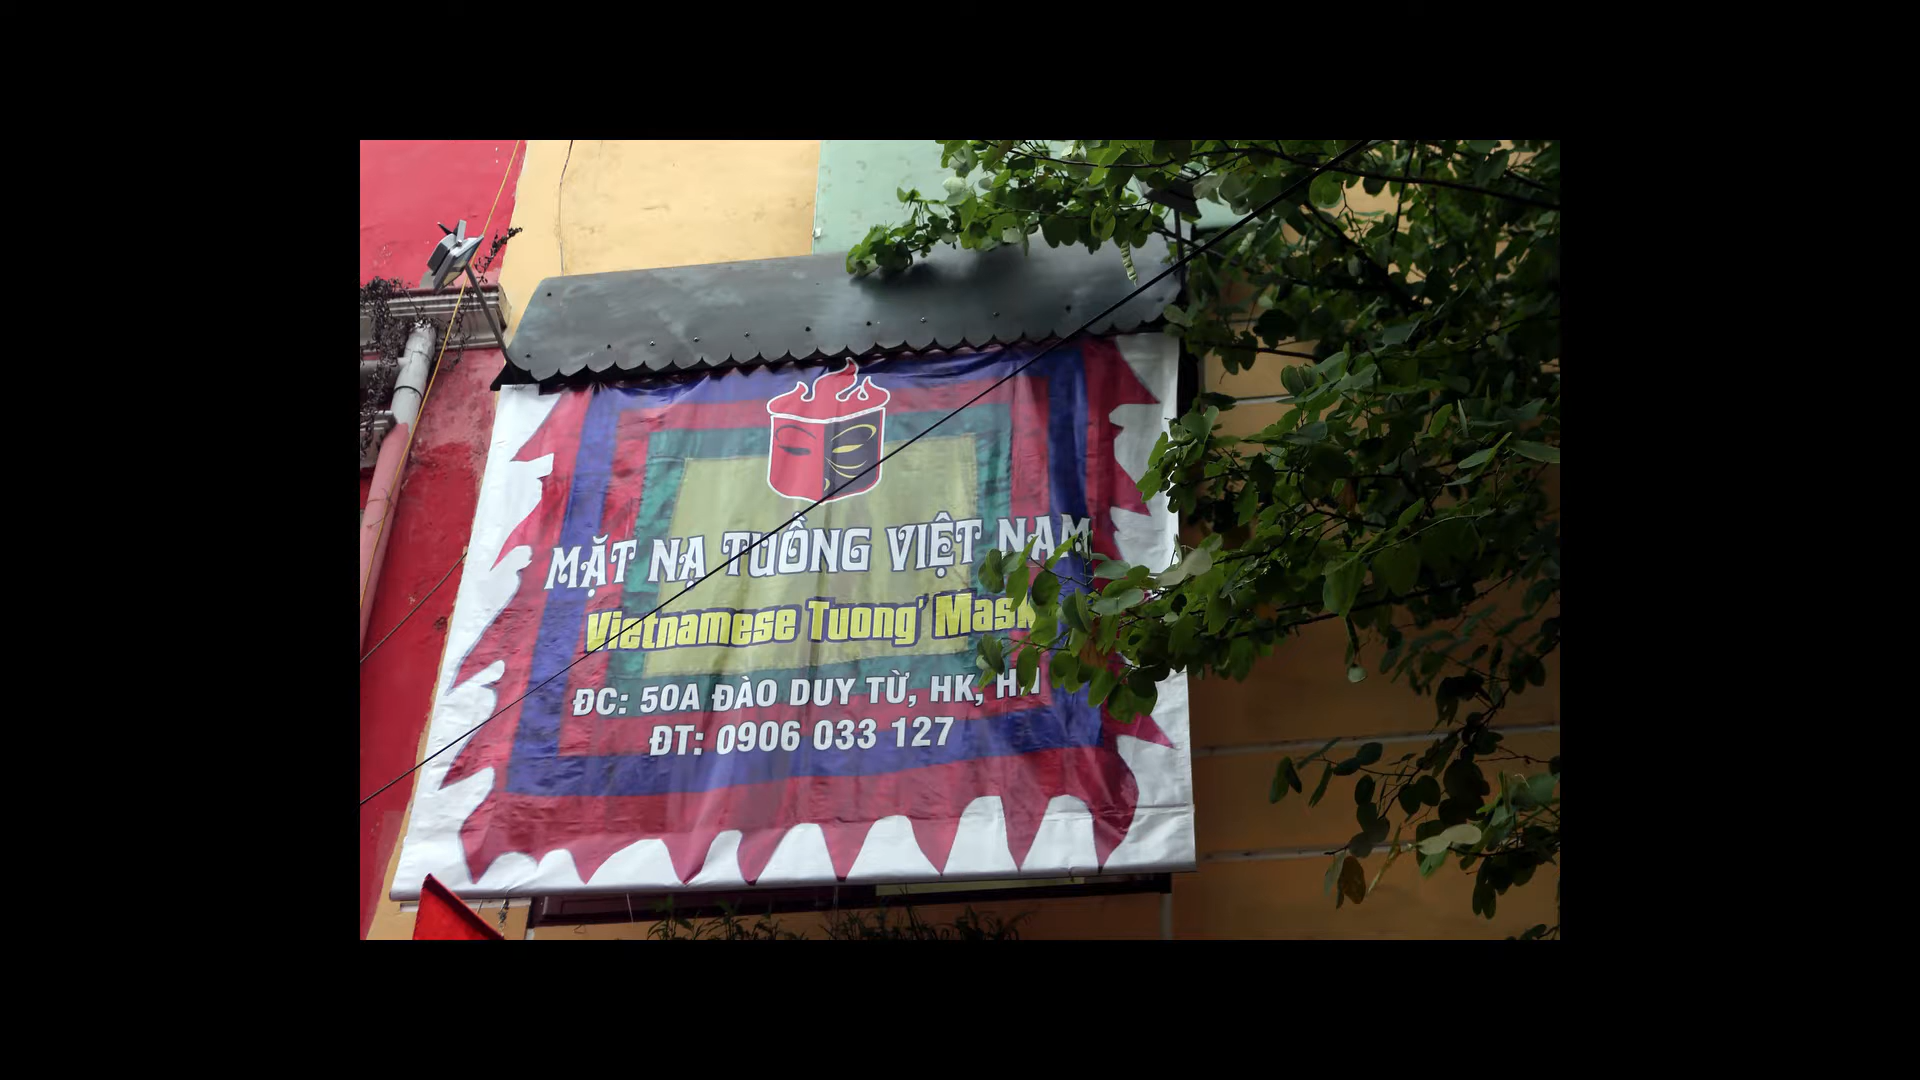 MẶT NẠ TUỒNG VIỆT NAM
Vietnamese Tuong' Mask
ĐC: 50A ĐÀO DUY TỪ, HK, HN
ĐT: 0906 033 127